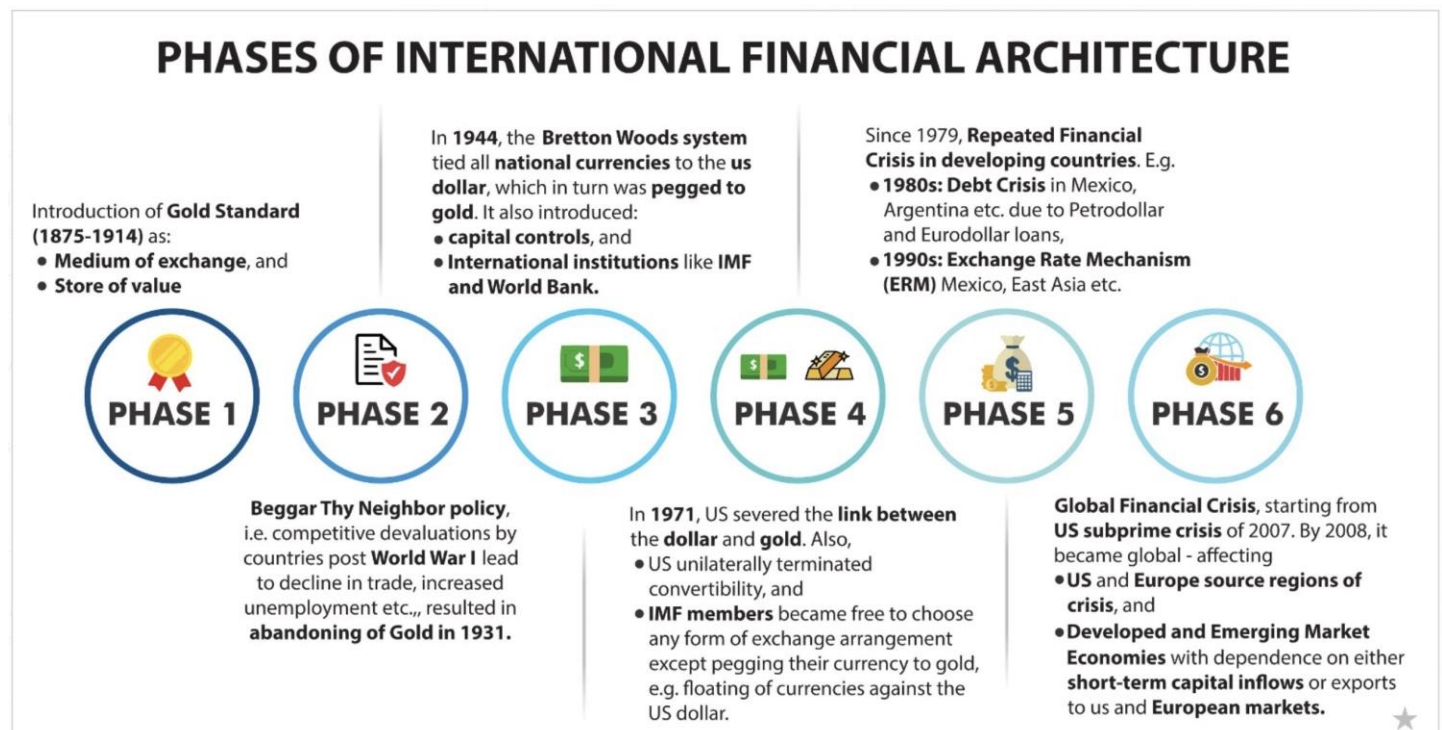 PHASES OF INTERNATIONAL FINANCIAL ARCHITECTURE
Introduction of Gold Standard
(1875-1914) as:
• Medium of exchange, and
• Store of value
In 1944, the Bretton Woods system
tied all national currencies to the us
dollar, which in turn was pegged to
gold. It also introduced:
• capital controls, and
• International institutions like IMF
and World Bank.
Since 1979, Repeated Financial
Crisis in developing countries. E.g.
• 1980s: Debt Crisis in Mexico,
Argentina etc. due to Petrodollar
and Eurodollar loans,
• 1990s: Exchange Rate Mechanism
(ERM) Mexico, East Asia etc.
PHASE 1
PHASE 2
$
PHASE 3
$
PHASE 4
$
PHASE 5
$
PHASE 6
Beggar Thy Neighbor policy,
i.e. competitive devaluations by
countries post World War I lead
to decline in trade, increased
unemployment etc.,, resulted in
abandoning of Gold in 1931.
In 1971, US severed the link between
the dollar and gold. Also,
• US unilaterally terminated
convertibility, and
• IMF members became free to choose
any form of exchange arrangement
except pegging their currency to gold,
e.g. floating of currencies against the
US dollar.
Global Financial Crisis, starting from
US subprime crisis of 2007. By 2008, it
became global - affecting
• US and Europe source regions of
crisis, and
• Developed and Emerging Market
Economies with dependence on either
short-term capital inflows or exports
to us and European markets.